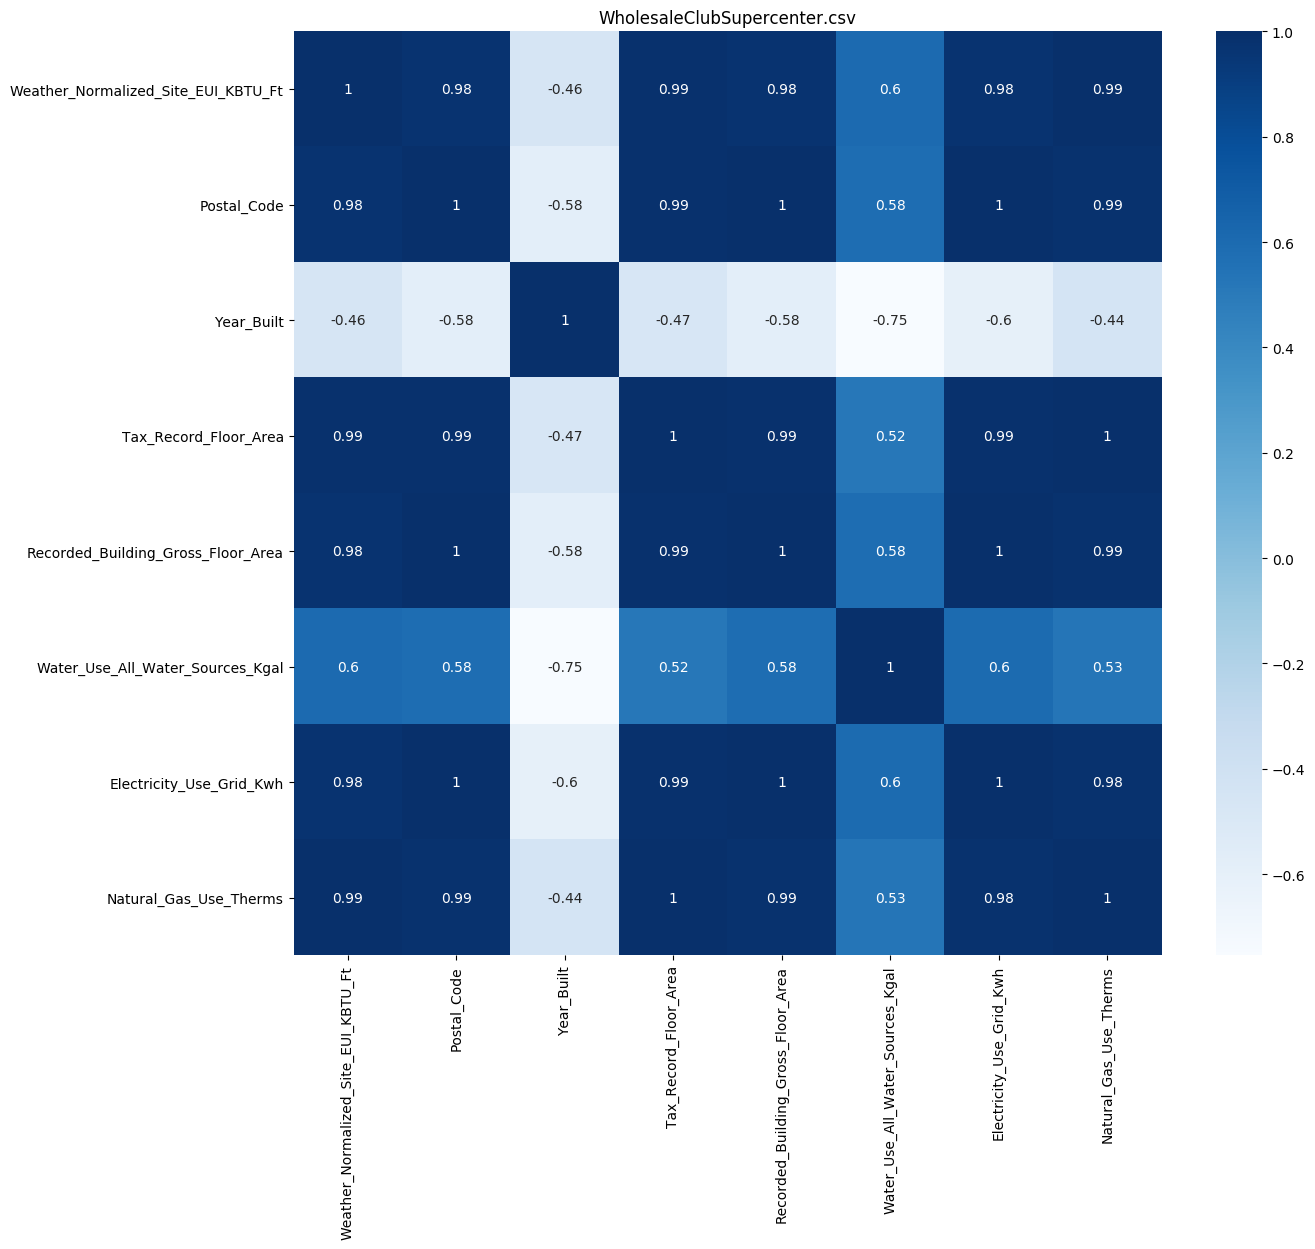 WholesaleClubSupercenter.csv
Weather_Normalized_Site_EUI_KBTU_Ft 1 0.98 -0.46 0.99 0.98 0.6 0.98 0.99
Postal_Code 0.98 1 -0.58 0.99 1 0.58 1 0.99
Year_Built -0.46 -0.58 1 -0.47 -0.58 -0.75 -0.6 -0.44
Tax_Record_Floor_Area 0.99 0.99 -0.47 1 0.99 0.52 0.99 1
Recorded_Building_Gross_Floor_Area 0.98 1 -0.58 0.99 1 0.58 1 0.99
Water_Use_All_Water_Sources_Kgal 0.6 0.58 -0.75 0.52 0.58 1 0.6 0.53
Electricity_Use_Grid_Kwh 0.98 1 -0.6 0.99 1 0.6 1 0.98
Natural_Gas_Use_Therms 0.99 0.99 -0.44 1 0.99 0.53 0.98 1
Weather_Normalized_Site_EUI_KBTU_Ft
Postal_Code
Year_Built
Tax_Record_Floor_Area
Recorded_Building_Gross_Floor_Area
Water_Use_All_Water_Sources_Kgal
Electricity_Use_Grid_Kwh
Natural_Gas_Use_Therms
1.0
0.8
0.6
0.4
0.2
0.0
−0.2
−0.4
−0.6